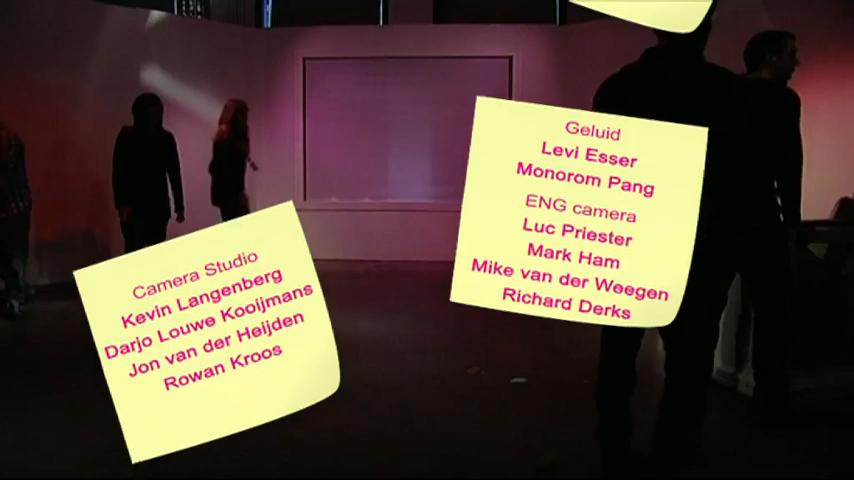 Camera Studio
Kevin Langenberg
Darjo Louwe Kooijmans
Jon van der Heijden
Rowan Kroos
Geluid
Levi Esser
Monorom Pang
ENG camera
Luc Priester
Mark Ham
Mike van der Weegen
Richard Derks